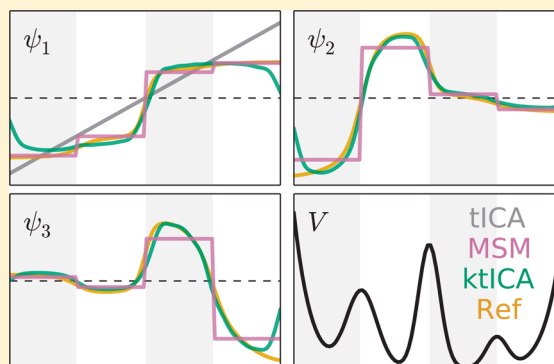 ψ₁
ψ₂
ψ₃
V
tICA
MSM
ktICA
Ref